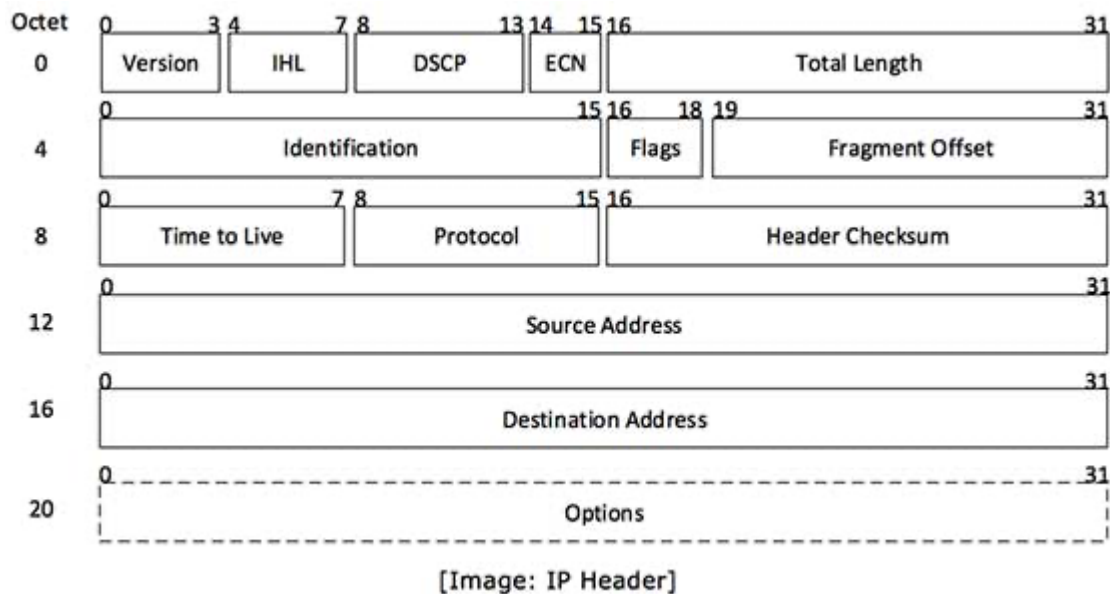 Octet 0 3 4 7 8 13 14 15 16 31
0 Version IHL DSCP ECN Total Length
0 15 16 18 19 31
4 Identification Flags Fragment Offset
0 7 8 15 16 31
8 Time to Live Protocol Header Checksum
0 31
12 Source Address
0 31
16 Destination Address
0 31
20 Options
[Image: IP Header]